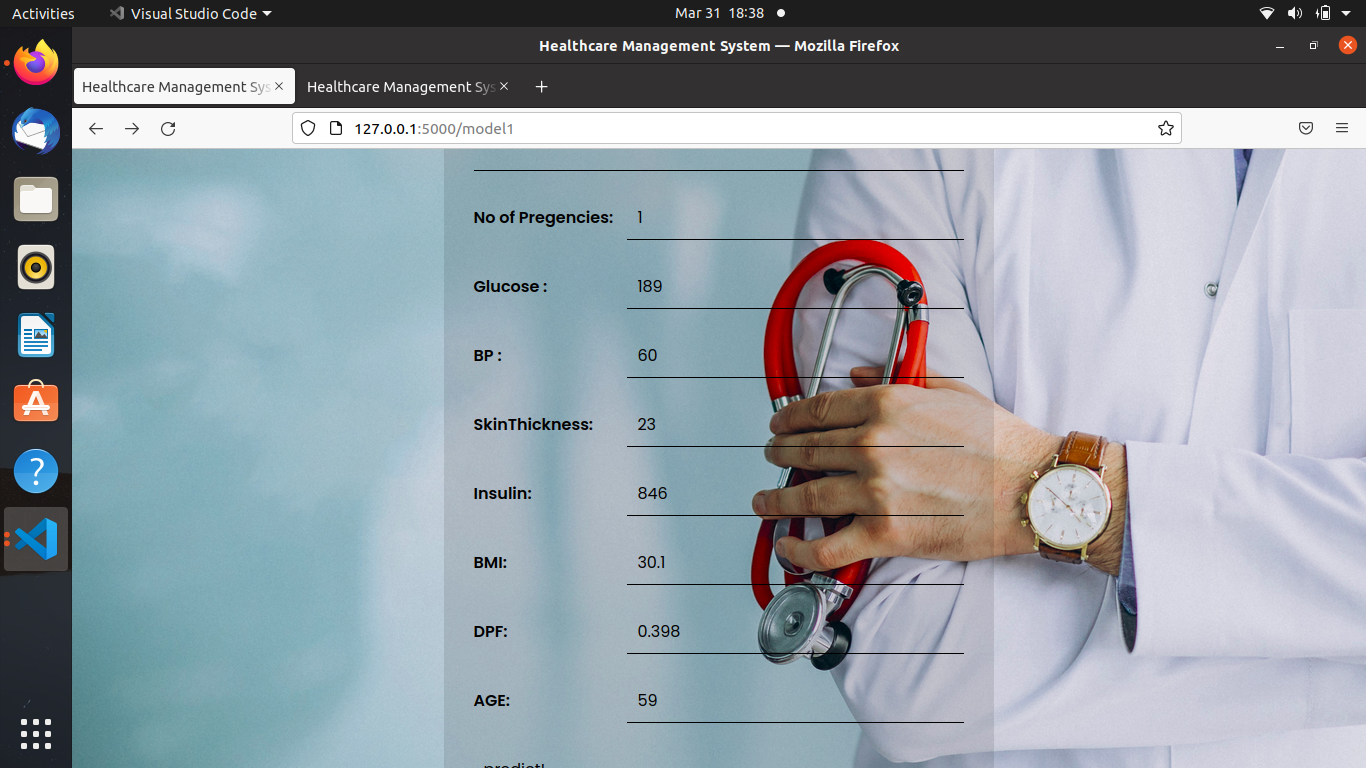 Activities Visual Studio Code Mar 31 18:38
Healthcare Management System — Mozilla Firefox
Healthcare Management Sys Healthcare Management Sys
127.0.0.1:5000/model1
No of Pregencies: 1
Glucose : 189
BP : 60
SkinThickness: 23
Insulin: 846
BMI: 30.1
DPF: 0.398
AGE: 59
predict!